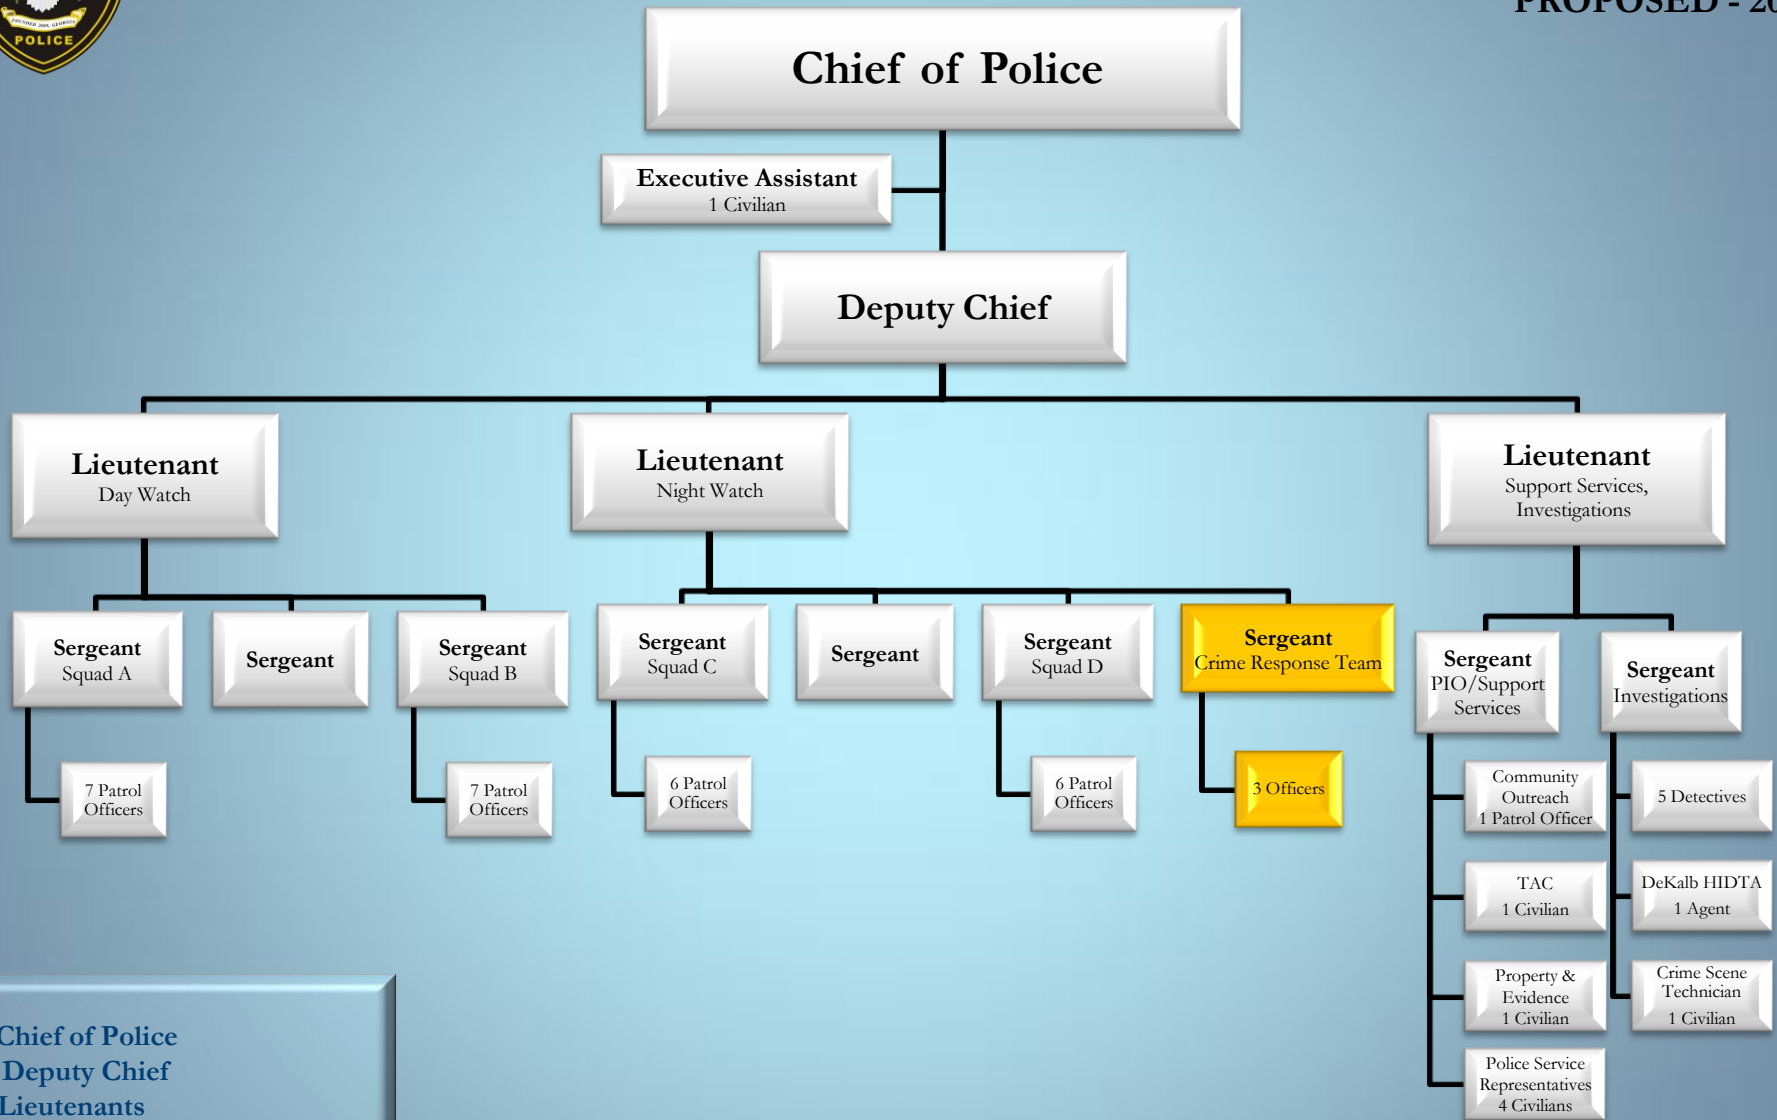 FOUNDED 2009, GEORGIA
POLICE
PROPOSED - 20
Chief of Police
Executive Assistant
1 Civilian
Deputy Chief
Lieutenant
Day Watch
Lieutenant
Night Watch
Lieutenant
Support Services,
Investigations
Sergeant
Squad A
Sergeant
Sergeant
Squad B
Sergeant
Squad C
Sergeant
Sergeant
Squad D
Sergeant
Crime Response Team
Sergeant
PIO/Support
Services
Sergeant
Investigations
7 Patrol
Officers
7 Patrol
Officers
6 Patrol
Officers
6 Patrol
Officers
3 Officers
Community
Outreach
1 Patrol Officer
5 Detectives
TAC
1 Civilian
DeKalb HIDTA
1 Agent
Property &
Evidence
1 Civilian
Crime Scene
Technician
1 Civilian
Police Service
Representatives
4 Civilians
Chief of Police
Deputy Chief
Lieutenants